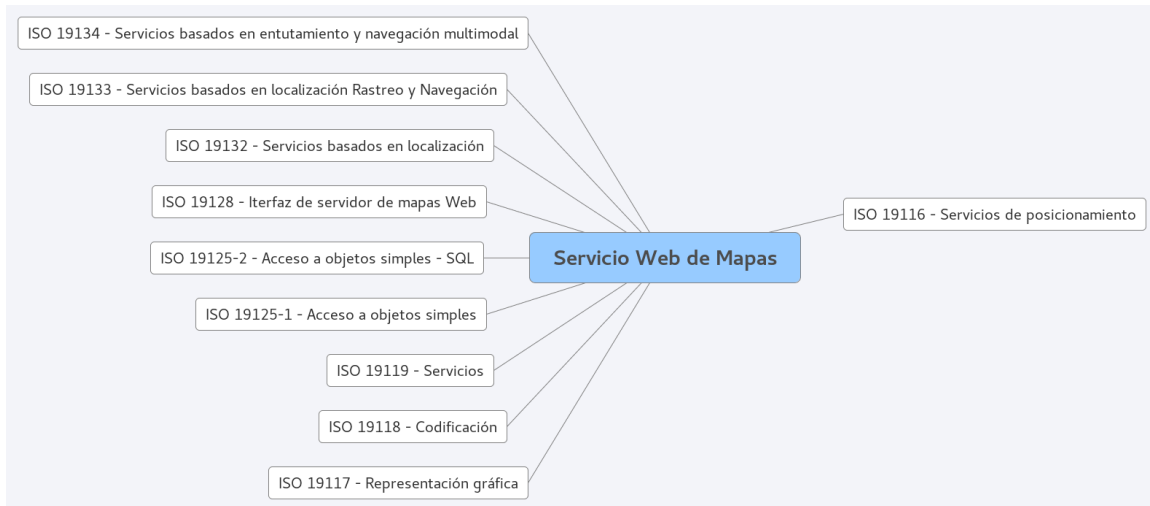 ISO 19134 - Servicios basados en entutamiento y navegación multimodal
ISO 19133 - Servicios basados en localización Rastreo y Navegación
ISO 19132 - Servicios basados en localización
ISO 19128 - Iterfaz de servidor de mapas Web
ISO 19116 - Servicios de posicionamiento
Servicio Web de Mapas
ISO 19125-2 - Acceso a objetos simples - SQL
ISO 19125-1 - Acceso a objetos simples
ISO 19119 - Servicios
ISO 19118 - Codificación
ISO 19117 - Representación gráfica